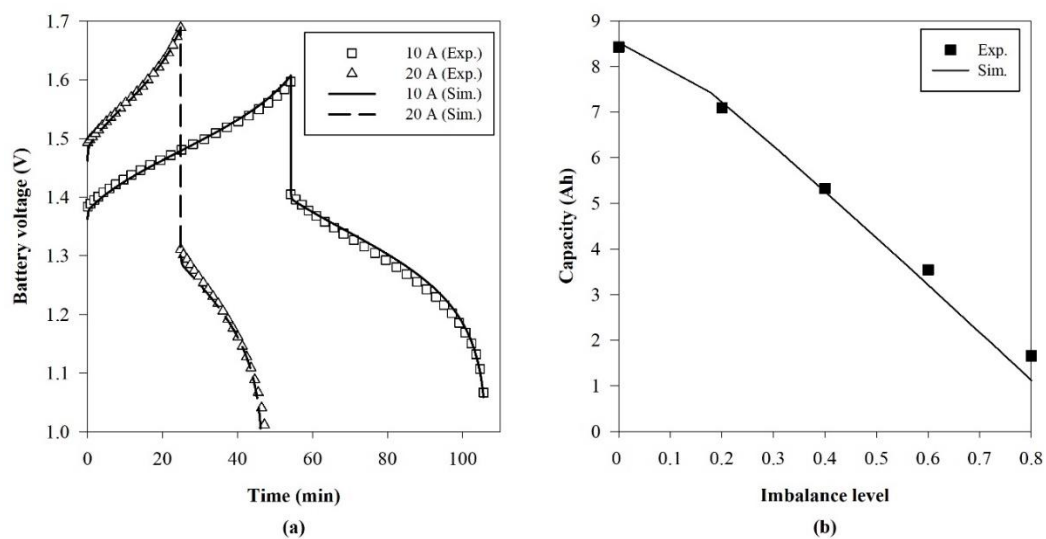 1.7
1.6
1.5
1.4
1.3
1.2
1.1
1.0
Battery voltage (V)
10 A (Exp.)
20 A (Exp.)
10 A (Sim.)
20 A (Sim.)
0 20 40 60 80 100
Time (min)
(a)
9
8
7
6
5
4
3
2
1
0
Capacity (Ah)
Exp.
Sim.
0 0.1 0.2 0.3 0.4 0.5 0.6 0.7 0.8
Imbalance level
(b)